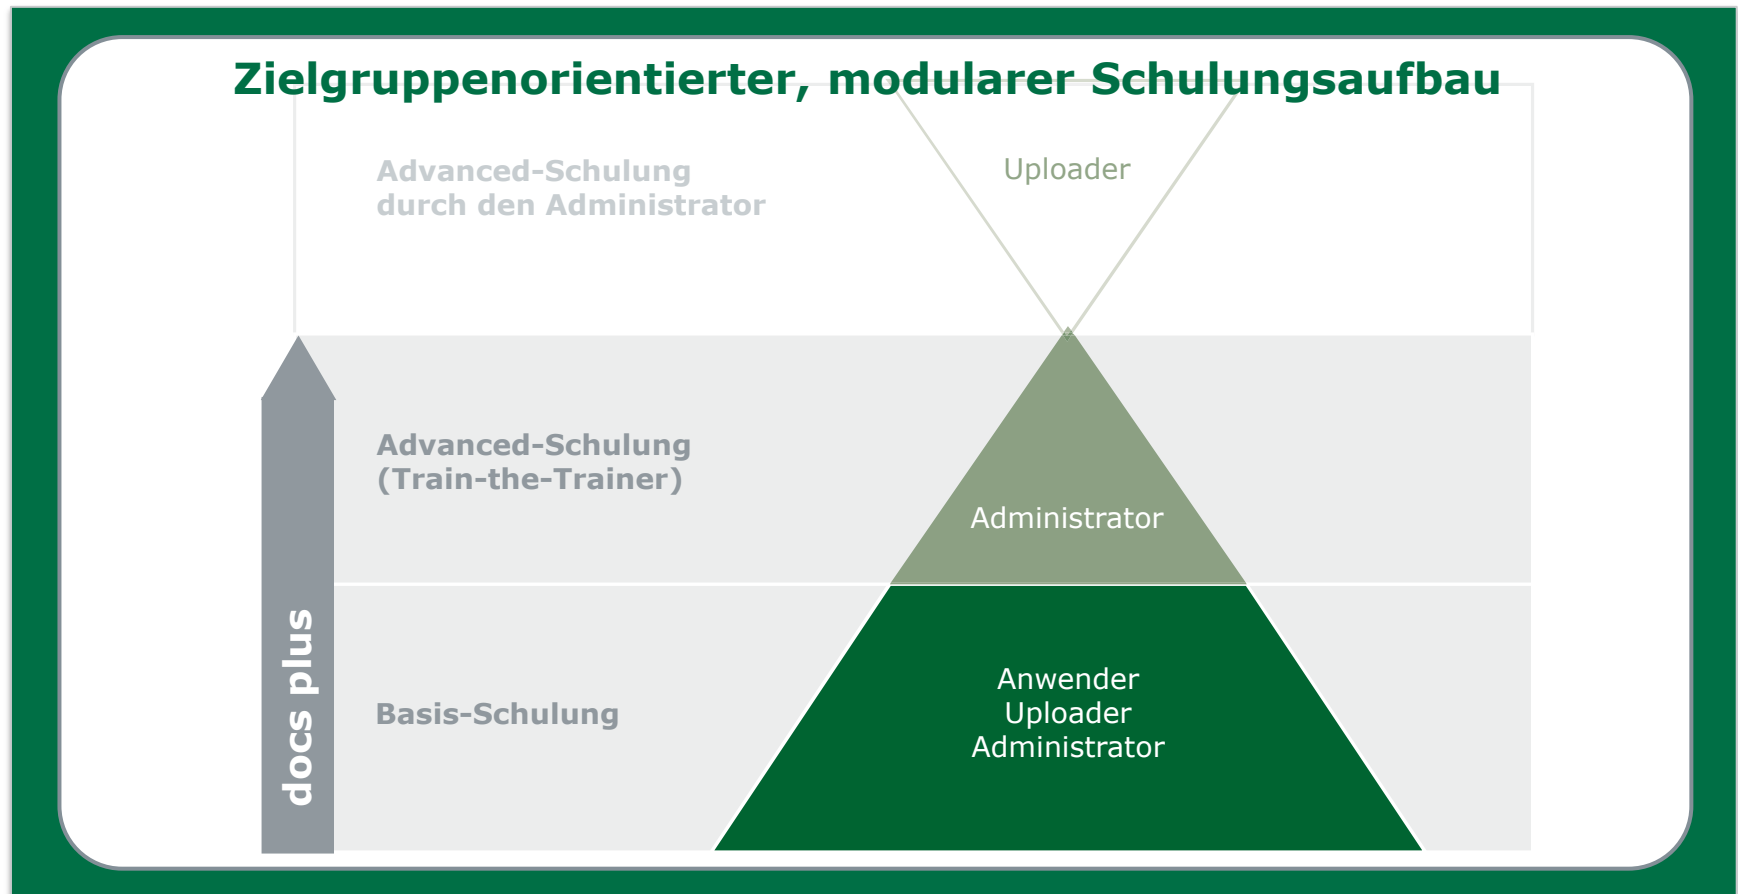 Zielgruppenorientierter, modularer Schulungsaufbau
Advanced-Schulung
durch den Administrator
Uploader
Advanced-Schulung
(Train-the-Trainer)
Administrator
docs plus
Basis-Schulung
Anwender
Uploader
Administrator